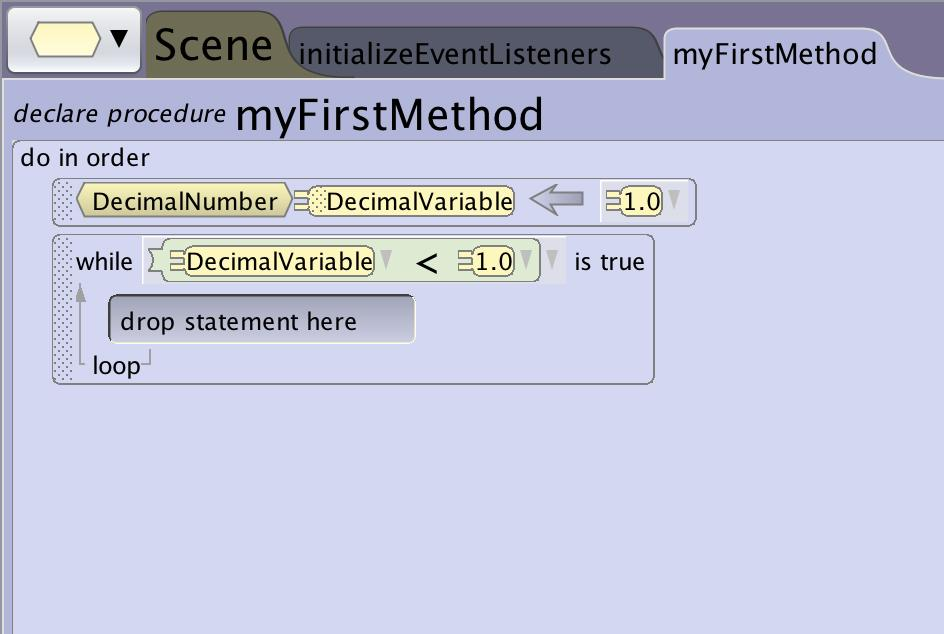 Scene initializeEventListeners myFirstMethod
declare procedure myFirstMethod
do in order
DecimalNumber DecimalVariable 1.0
while DecimalVariable < 1.0 is true
drop statement here
loop